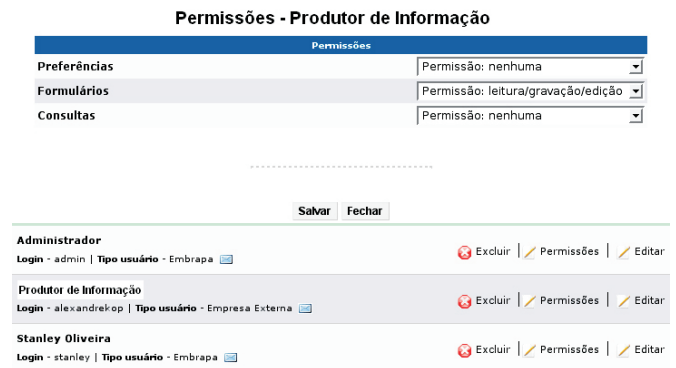 Permissões - Produtor de Informação
Permissões
Preferências Permissão: nenhuma
Formulários Permissão: leitura/gravação/edição
Consultas Permissão: nenhuma
Salvar Fechar
Administrador
Login - admin | Tipo usuário - Embrapa
Excluir | Permissões | Editar
Produtor de Informação
Login - alexandrekop | Tipo usuário - Empresa Externa
Excluir | Permissões | Editar
Stanley Oliveira
Login - stanley | Tipo usuário - Embrapa
Excluir | Permissões | Editar